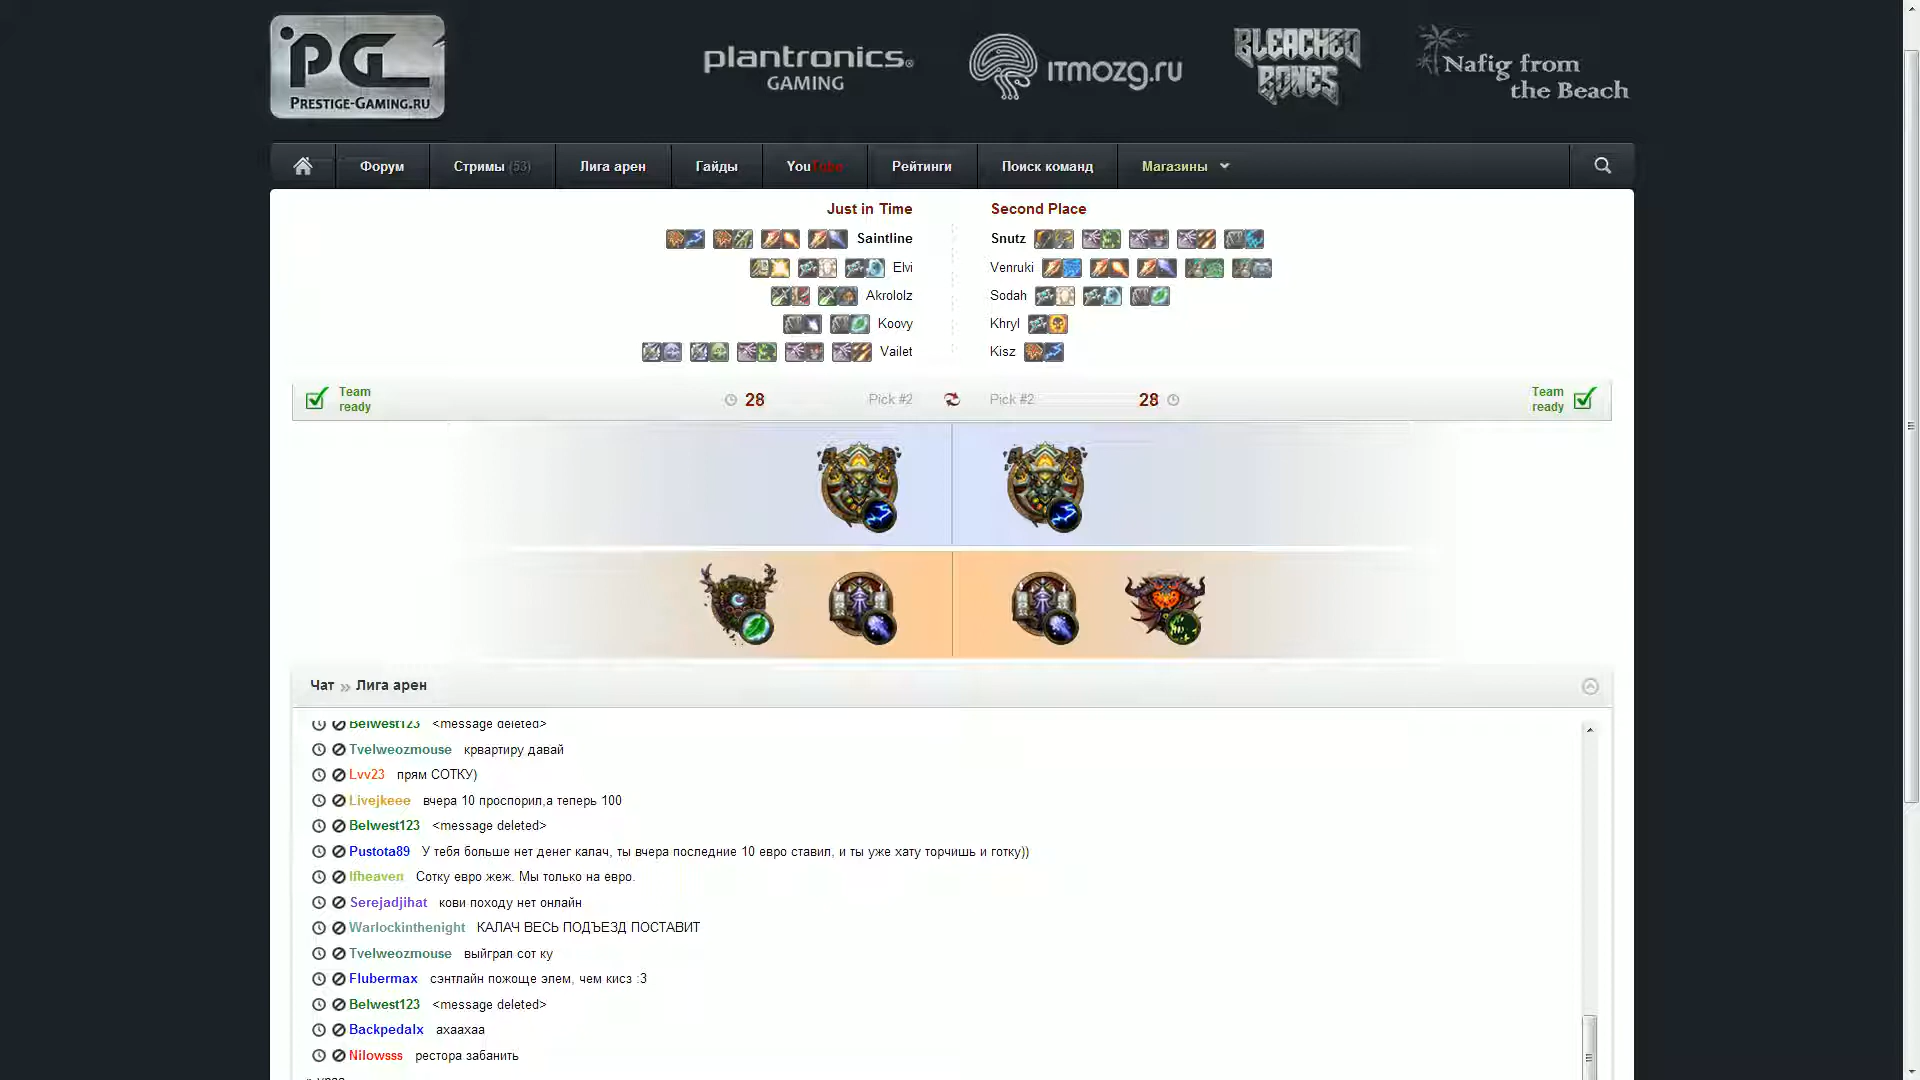 PG
PRESTIGE-GAMING.RU
plantronics®
GAMING
ITMOZG.RU
BLEACHED
BONES
Nafig from
the Beach
Форум Стримы (53) Лига арен Гайды YouTube Рейтинги Поиск команд Магазины
Just in Time Second Place
Saintline Snutz
Elvi Venruki
Akrololz Sodah
Koovy Khryl
Vailet Kisz
Team
ready
28 Pick #2 Pick #2 28
Team
ready
Чат » Лига арен
Belwest123 <message deleted>
Tvelweozmouse крвартиру давай
Lvv23 прям СОТКУ)
Livejkeee вчера 10 проспорил,а теперь 100
Belwest123 <message deleted>
Pustota89 У тебя больше нет денег калач, ты вчера последние 10 евро ставил, и ты уже хату торчишь и готку))
Ifheaven Сотку евро жеж. Мы только на евро.
Serejadjihat кови походу нет онлайн
Warlockinthenight КАЛАЧ ВЕСЬ ПОДЪЕЗД ПОСТАВИТ
Tvelweozmouse выйграл сот ку
Flubermax сэнтлайн пожоще элем, чем кисз :3
Belwest123 <message deleted>
Backpedalx ахаахаа
Nilowsss рестора забанить